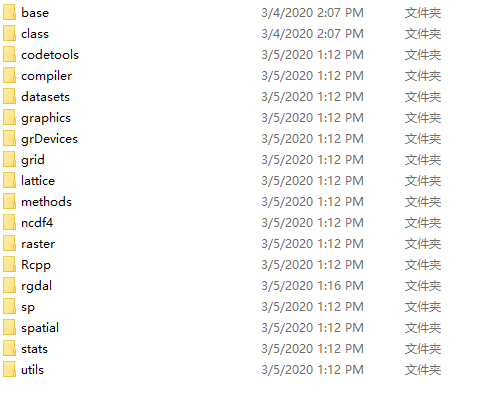 base 3/4/2020 2:07 PM 文件夹
class 3/4/2020 2:07 PM 文件夹
codetools 3/5/2020 1:12 PM 文件夹
compiler 3/5/2020 1:12 PM 文件夹
datasets 3/5/2020 1:12 PM 文件夹
graphics 3/5/2020 1:12 PM 文件夹
grDevices 3/5/2020 1:12 PM 文件夹
grid 3/5/2020 1:12 PM 文件夹
lattice 3/5/2020 1:12 PM 文件夹
methods 3/5/2020 1:12 PM 文件夹
ncdf4 3/5/2020 1:12 PM 文件夹
raster 3/5/2020 1:12 PM 文件夹
Rcpp 3/5/2020 1:12 PM 文件夹
rgdal 3/5/2020 1:16 PM 文件夹
sp 3/5/2020 1:12 PM 文件夹
spatial 3/5/2020 1:12 PM 文件夹
stats 3/5/2020 1:12 PM 文件夹
utils 3/5/2020 1:12 PM 文件夹